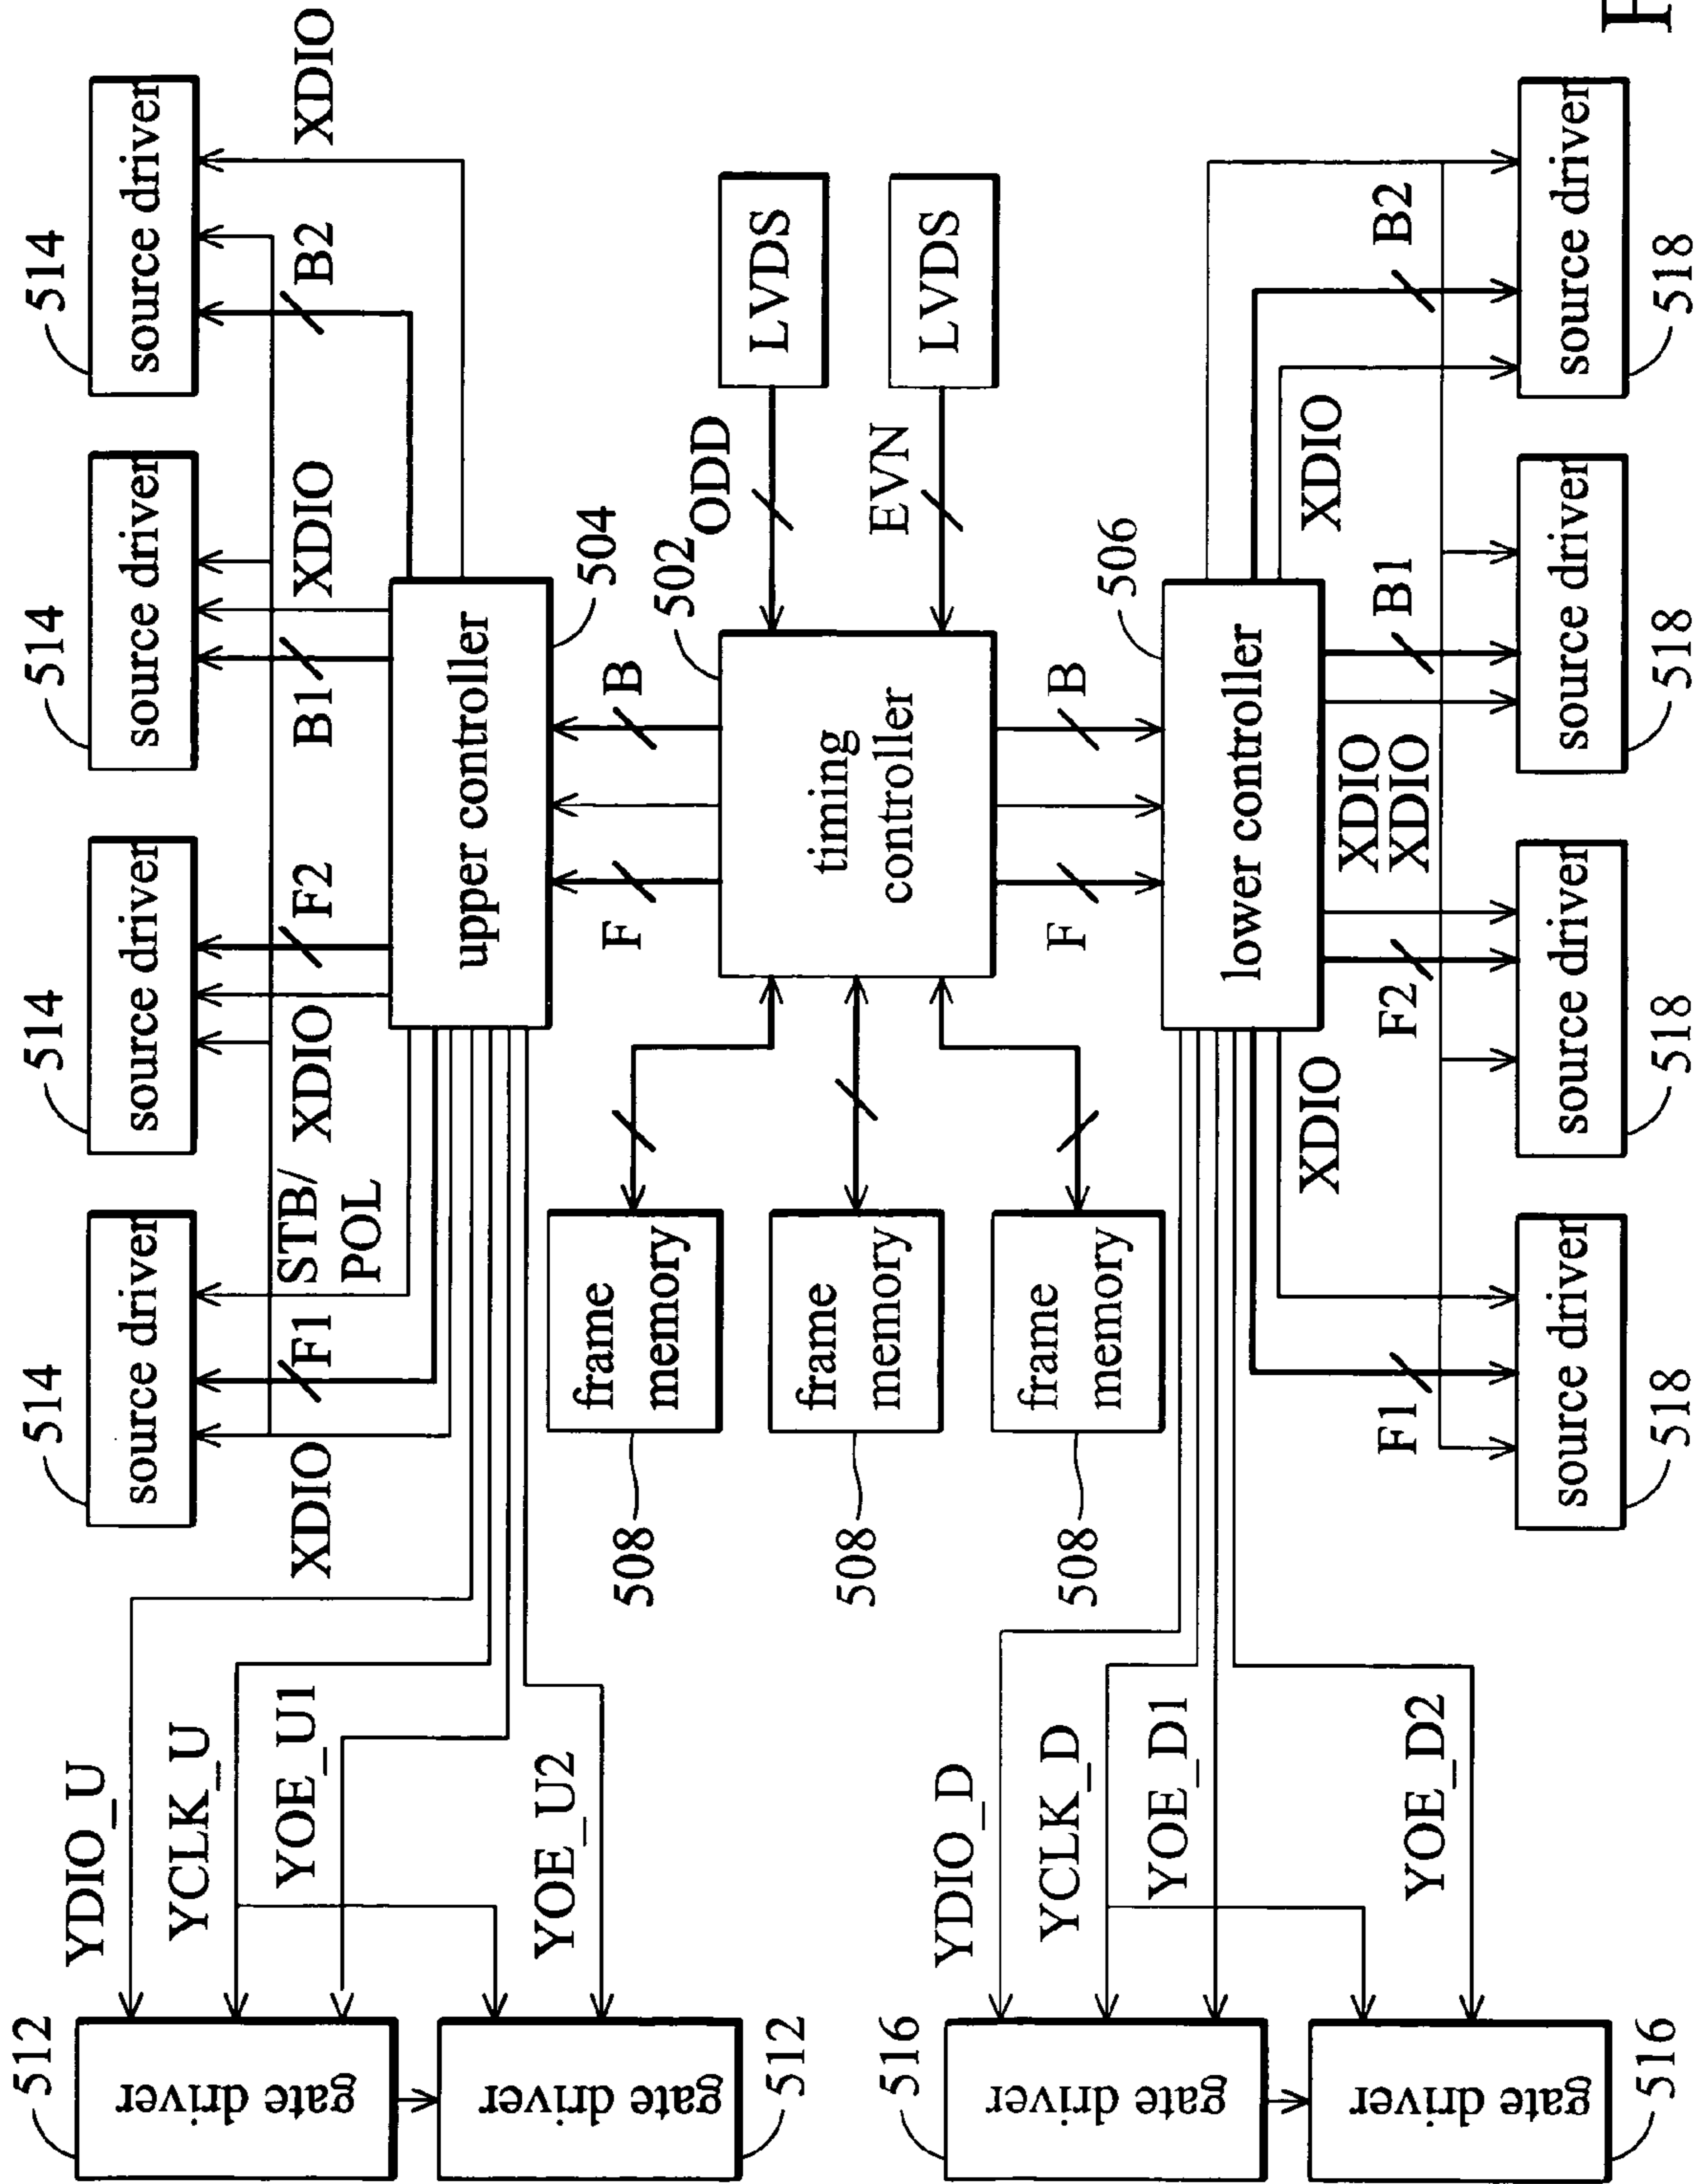 512
514
514
514
514
source driver
source driver
source driver
source driver
YDIO_U
YCLK_U
YOE_U1
XDIO
F1
STB/
POL
XDIO
F2
B1
XDIO
B2
XDIO
gate driver
gate driver
512
YOE_U2
upper controller
504
F
B
508
frame
memory
508
frame
memory
508
frame
memory
timing
controller
502
ODD
LVDS
EVN
LVDS
F
B
516
YDIO_D
YCLK_D
YOE_D1
gate driver
gate driver
516
YOE_D2
lower controller
506
XDIO
F1
F2
XDIO
XDIO
B1
XDIO
B2
source driver
source driver
source driver
source driver
518
518
518
518